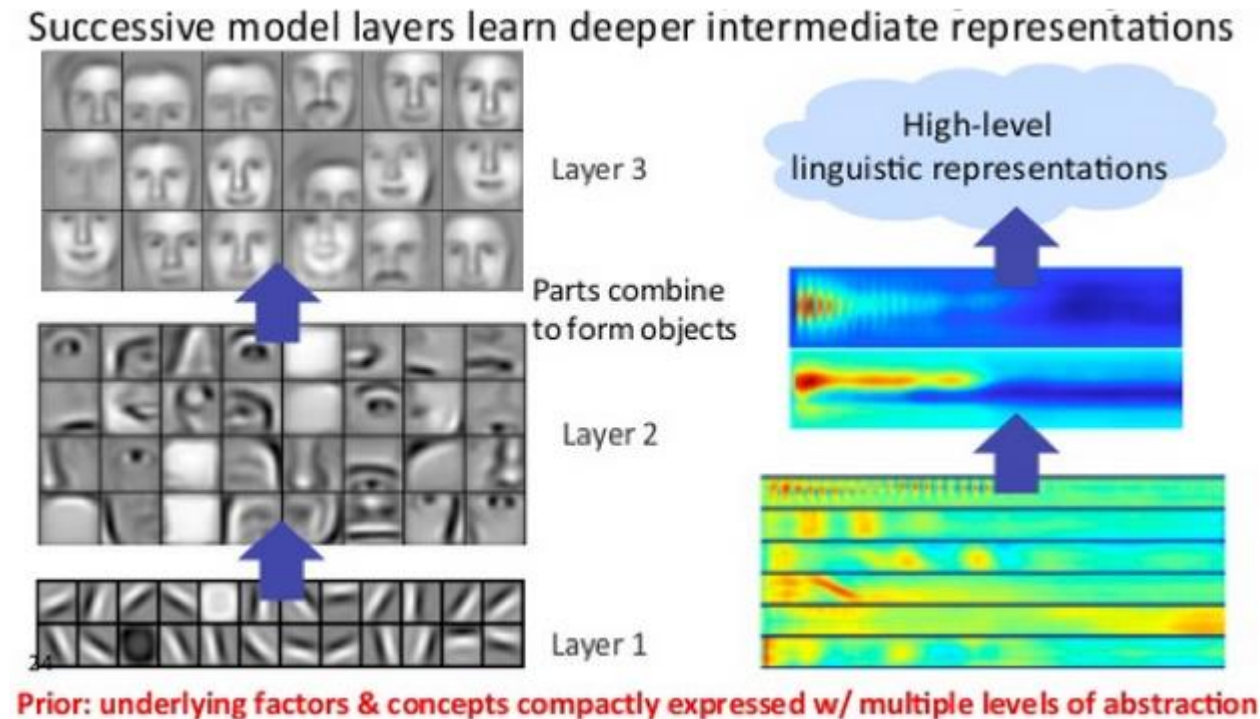 Successive model layers learn deeper intermediate representations
Layer 3
High-level
linguistic representations
Parts combine
to form objects
Layer 2
Layer 1
24
Prior: underlying factors & concepts compactly expressed w/ multiple levels of abstraction